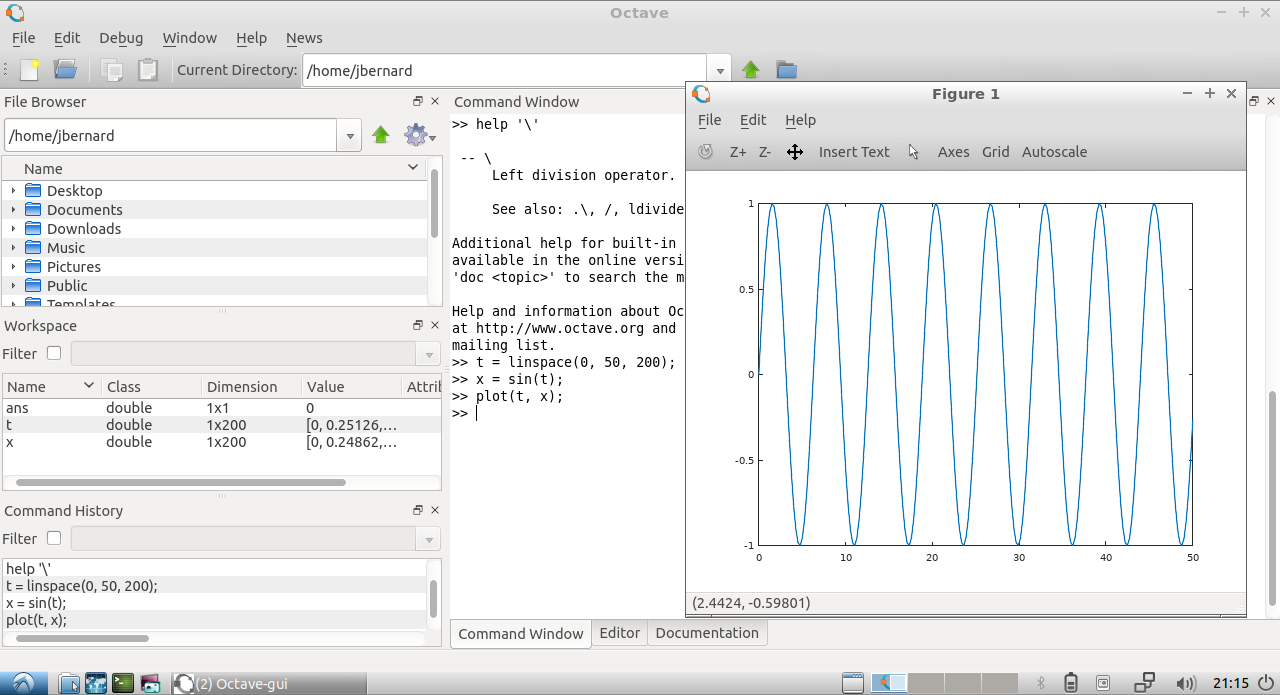 Octave
File Edit Debug Window Help News
Current Directory: /home/jbernard
File Browser
/home/jbernard
Name
Desktop
Documents
Downloads
Music
Pictures
Public
Templates
Workspace
Filter
Name Class Dimension Value Attrib
ans double 1x1 0
t double 1x200 [0, 0.25126,...
x double 1x200 [0, 0.24862,...
Command History
Filter
help '\'
t = linspace(0, 50, 200);
x = sin(t);
plot(t, x);
Command Window
>> help '\'
-- \
Left division operator.
See also: .\, /, ldivide
Additional help for built-in
available in the online versi
'doc <topic>' to search the m
Help and information about Oc
at http://www.octave.org and
mailing list.
>> t = linspace(0, 50, 200);
>> x = sin(t);
>> plot(t, x);
>>
Command Window Editor Documentation
Figure 1
File Edit Help
Z+ Z- Insert Text Axes Grid Autoscale
1
0.5
0
-0.5
-1
0 10 20 30 40 50
(2.4424, -0.59801)
(2) Octave-gui
21:15